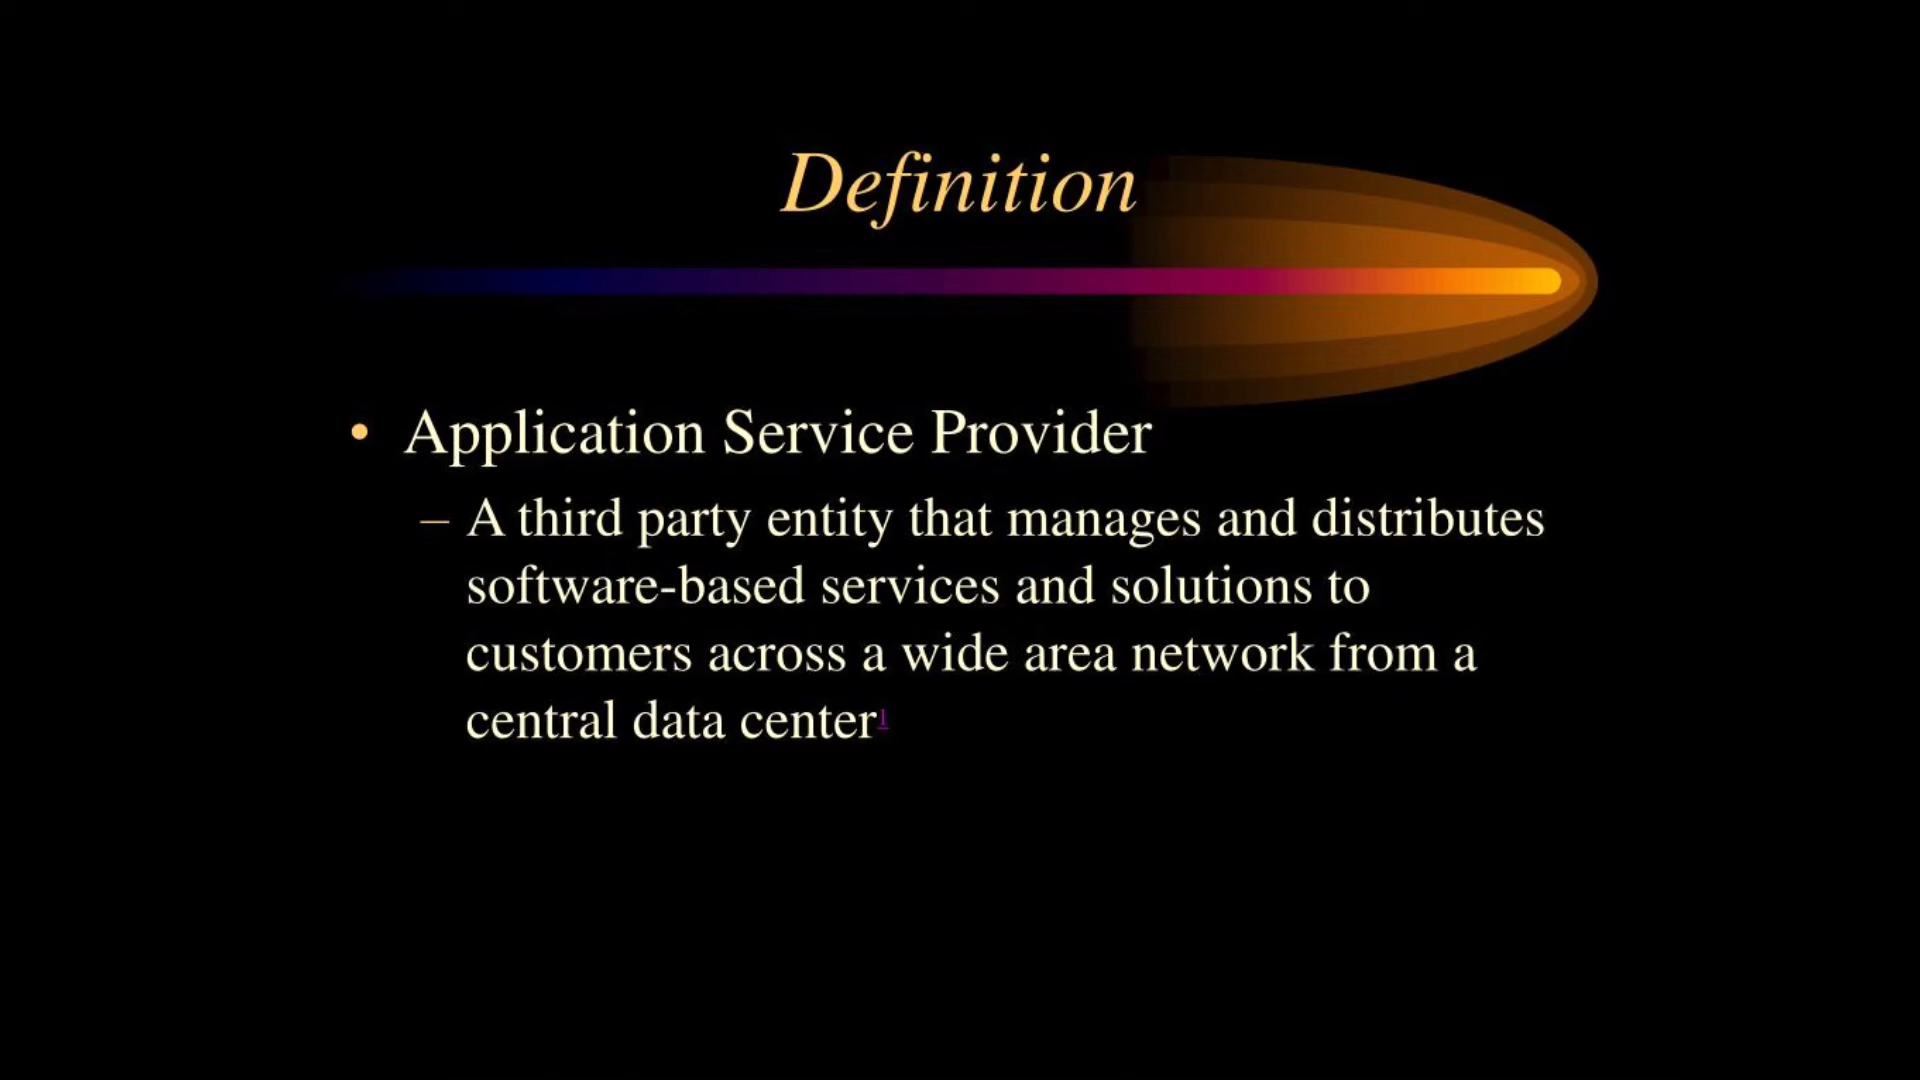 Definition
• Application Service Provider
– A third party entity that manages and distributes
software-based services and solutions to
customers across a wide area network from a
central data center1